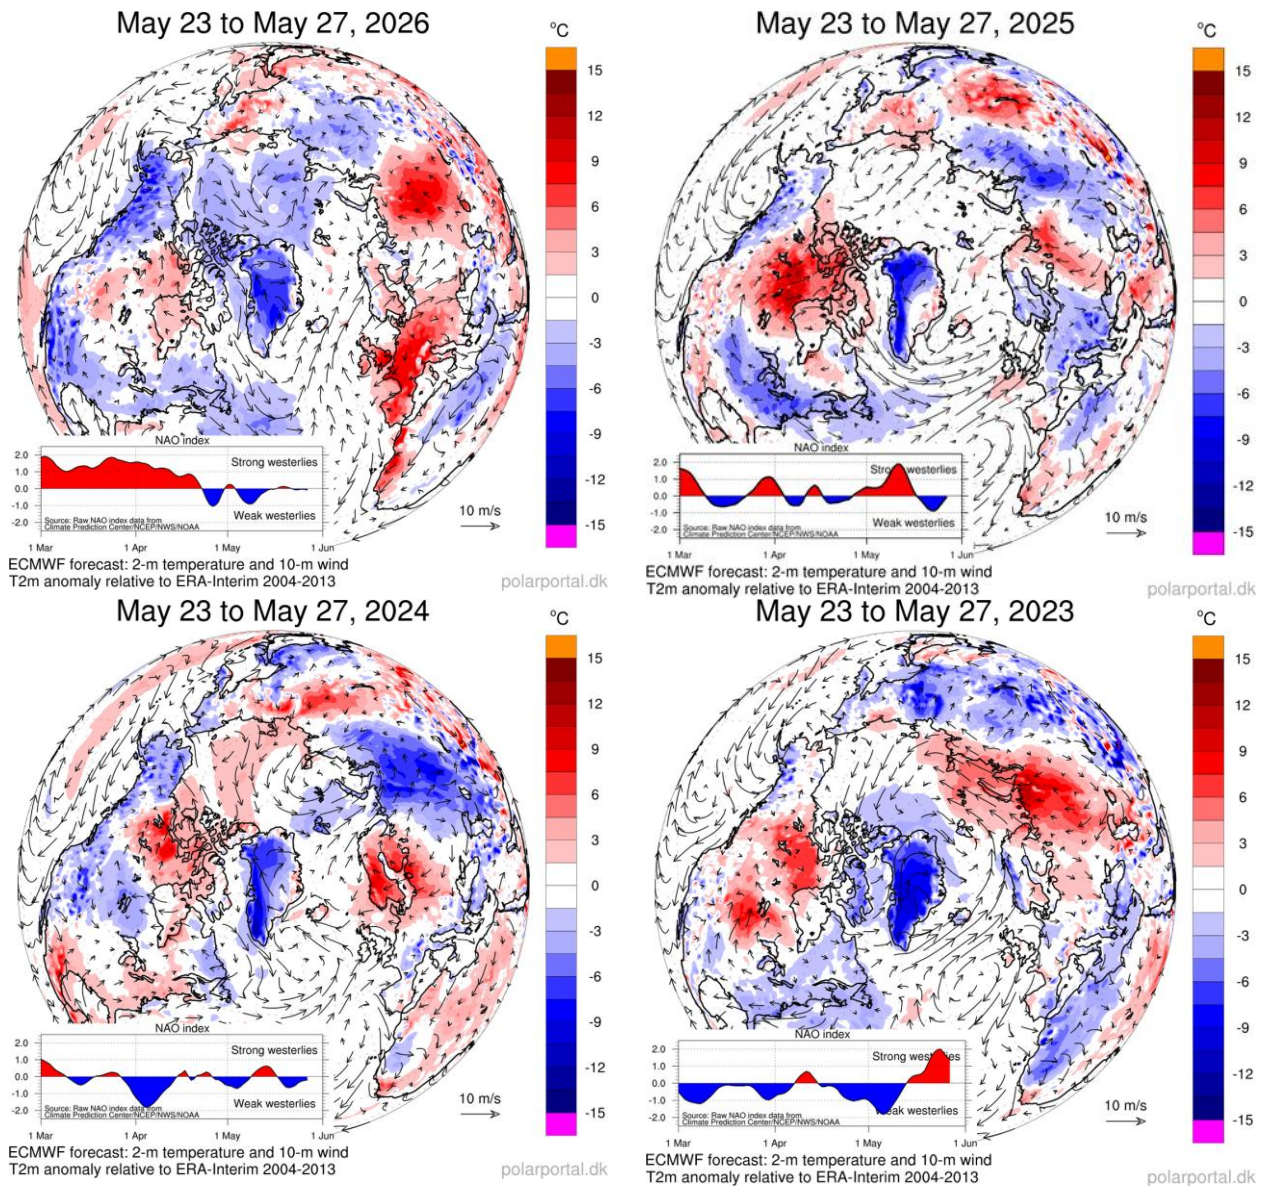 May 23 to May 27, 2026
°C
15
12
9
6
3
0
-3
-6
-9
-12
-15
NAO index
2.0
1.0
0.0
-1.0
-2.0
Strong westerlies
Weak westerlies
Source: Raw NAO index data from
Climate Prediction Center/NCEP/NWS/NOAA
1 Mar 1 Apr 1 May 1 Jun
10 m/s
ECMWF forecast: 2-m temperature and 10-m wind
T2m anomaly relative to ERA-Interim 2004-2013
polarportal.dk
May 23 to May 27, 2025
°C
15
12
9
6
3
0
-3
-6
-9
-12
-15
NAO index
2.0
1.0
0.0
-1.0
-2.0
Strong westerlies
Weak westerlies
Source: Raw NAO index data from
Climate Prediction Center/NCEP/NWS/NOAA
1 Mar 1 Apr 1 May 1 Jun
10 m/s
ECMWF forecast: 2-m temperature and 10-m wind
T2m anomaly relative to ERA-Interim 2004-2013
polarportal.dk
May 23 to May 27, 2024
°C
15
12
9
6
3
0
-3
-6
-9
-12
-15
NAO index
2.0
1.0
0.0
-1.0
-2.0
Strong westerlies
Weak westerlies
Source: Raw NAO index data from
Climate Prediction Center/NCEP/NWS/NOAA
1 Mar 1 Apr 1 May 1 Jun
10 m/s
ECMWF forecast: 2-m temperature and 10-m wind
T2m anomaly relative to ERA-Interim 2004-2013
polarportal.dk
May 23 to May 27, 2023
°C
15
12
9
6
3
0
-3
-6
-9
-12
-15
NAO index
2.0
1.0
0.0
-1.0
-2.0
Strong westerlies
Weak westerlies
Source: Raw NAO index data from
Climate Prediction Center/NCEP/NWS/NOAA
1 Mar 1 Apr 1 May 1 Jun
10 m/s
ECMWF forecast: 2-m temperature and 10-m wind
T2m anomaly relative to ERA-Interim 2004-2013
polarportal.dk